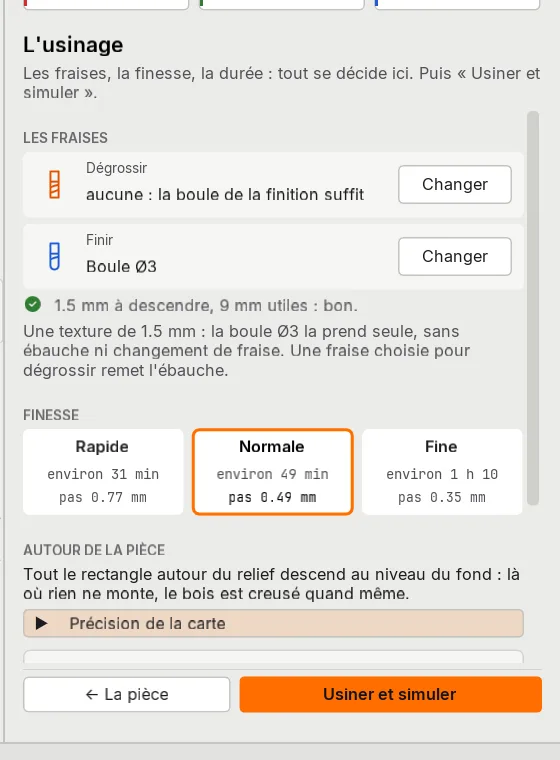 L'usinage
Les fraises, la finesse, la durée : tout se décide ici. Puis « Usiner et
simuler ».
LES FRAISES
Dégrossir
aucune : la boule de la finition suffit
Changer
Finir
Boule Ø3
Changer
1.5 mm à descendre, 9 mm utiles : bon.
Une texture de 1.5 mm : la boule Ø3 la prend seule, sans
ébauche ni changement de fraise. Une fraise choisie pour
dégrossir remet l'ébauche.
FINESSE
Rapide
environ 31 min
pas 0.77 mm
Normale
environ 49 min
pas 0.49 mm
Fine
environ 1 h 10
pas 0.35 mm
AUTOUR DE LA PIÈCE
Tout le rectangle autour du relief descend au niveau du fond : là
où rien ne monte, le bois est creusé quand même.
▶ Précision de la carte
← La pièce
Usiner et simuler